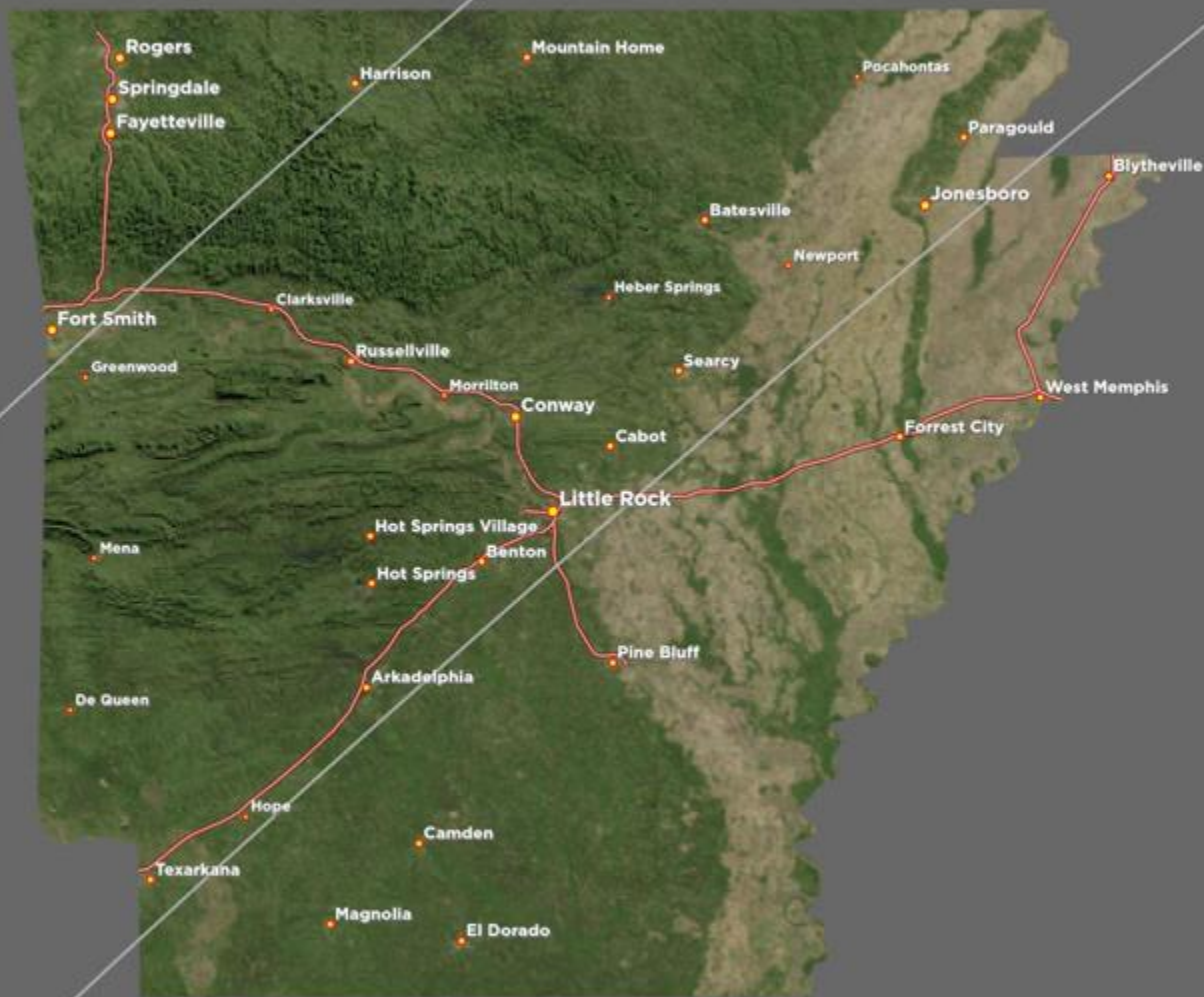 Rogers
Mountain Home
Harrison
Pocahontas
Springdale
Fayetteville
Paragould
Blytheville
Jonesboro
Batesville
Newport
Heber Springs
Clarksville
Fort Smith
Russellville
Greenwood
Searcy
Morrilton
West Memphis
Conway
Forrest City
Cabot
Little Rock
Hot Springs Village
Mena
Benton
Hot Springs
Pine Bluff
Arkadelphia
De Queen
Hope
Camden
Texarkana
Magnolia
El Dorado